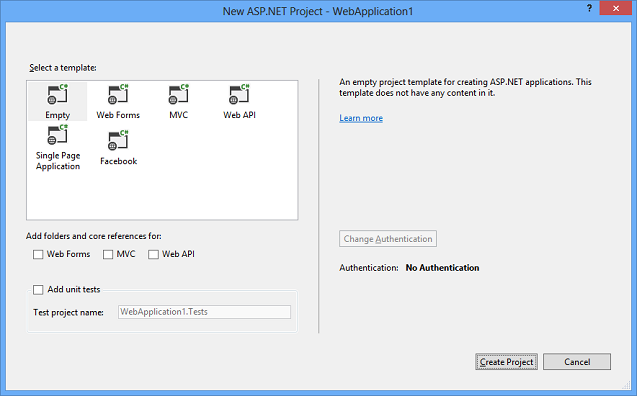 New ASP.NET Project - WebApplication1
? ×
Select a template:
C# C# C# C#
Empty Web Forms MVC Web API
C# C#
Single Page
Application
Facebook
An empty project template for creating ASP.NET applications. This
template does not have any content in it.
Learn more
Add folders and core references for:
Web Forms MVC Web API
Add unit tests
Test project name: WebApplication1.Tests
Change Authentication
Authentication: No Authentication
Create Project Cancel